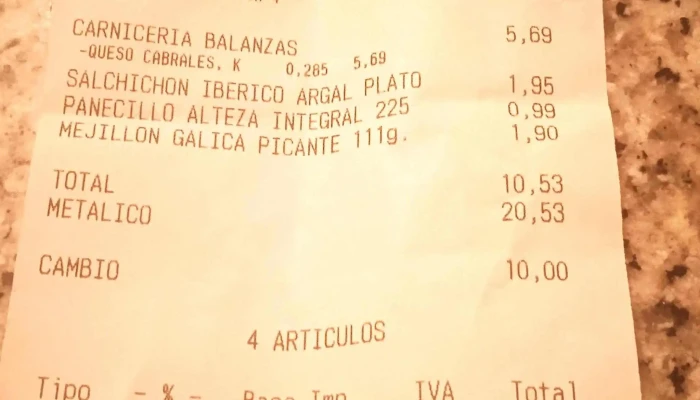 CARNICERIA BALANZAS 5,69
-QUESO CABRALES, K 0,285 5,69
SALCHICHON IBERICO ARGAL PLATO 1,95
PANECILLO ALTEZA INTEGRAL 225 0,99
MEJILLON GALICA PICANTE 111g. 1,90
TOTAL 10,53
METALICO 20,53
CAMBIO 10,00
4 ARTICULOS
Tipo - % - Base Imp IVA Total